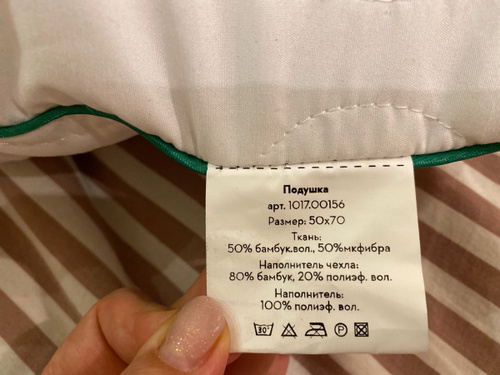 Подушка
арт. 1017.00156
Размер: 50х70
Ткань:
50% бамбук.вол., 50%мкфибра
Наполнитель чехла:
80% бамбук, 20% полиэф. вол.
Наполнитель:
100% полиэф. вол.
30° P